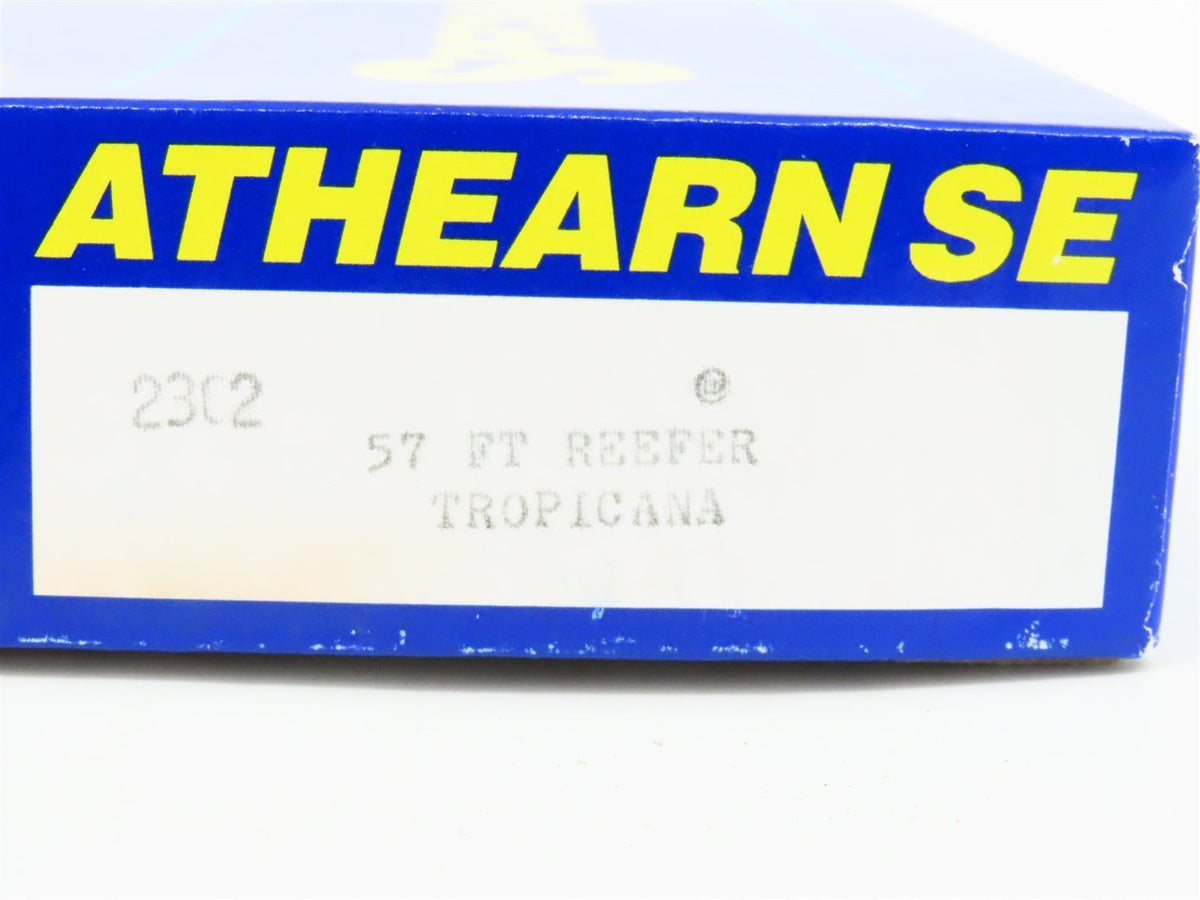 ATHEARN SE
2302
®
57 FT REEFER
TROPICANA